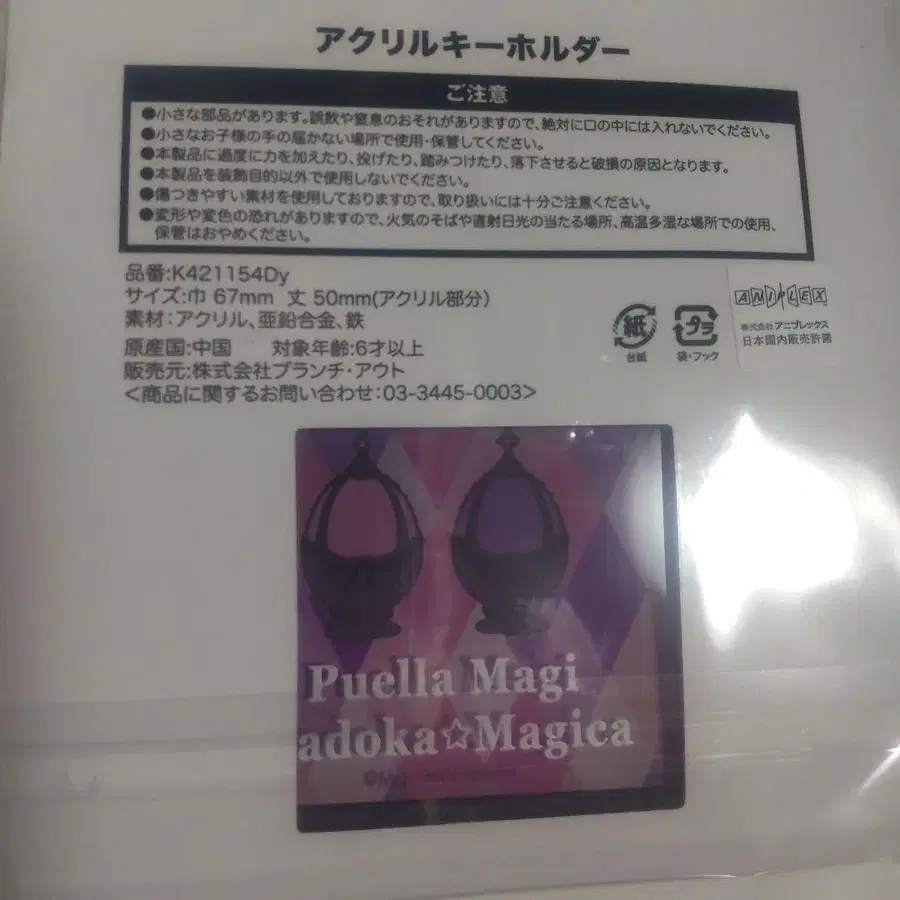 アクリルキーホルダー
ご注意
●小さな部品があります。誤飲や窒息のおそれがありますので、絶対に口の中には入れないでください。
●小さなお子様の手の届かない場所で使用・保管してください。
●本製品に過度に力を加えたり、投げたり、踏みつけたり、落下させると破損の原因となります。
●本製品を装飾目的以外で使用しないでください。
●傷つきやすい素材を使用しておりますので、取り扱いには十分ご注意ください。
●変形や変色の恐れがありますので、火気のそばや直射日光の当たる場所、高温多湿な場所での使用、
保管はおやめください。
品番:K421154Dy
サイズ:巾 67mm 丈 50mm(アクリル部分)
素材:アクリル、亜鉛合金、鉄
原産国:中国 対象年齢:6才以上
販売元:株式会社ブランチ・アウト
<商品に関するお問い合わせ:03-3445-0003>
紙
台紙
プラ
袋・フック
ANIPLEX
株式会社アニプレックス
日本国内販売許諾
Puella Magi
adoka☆Magica